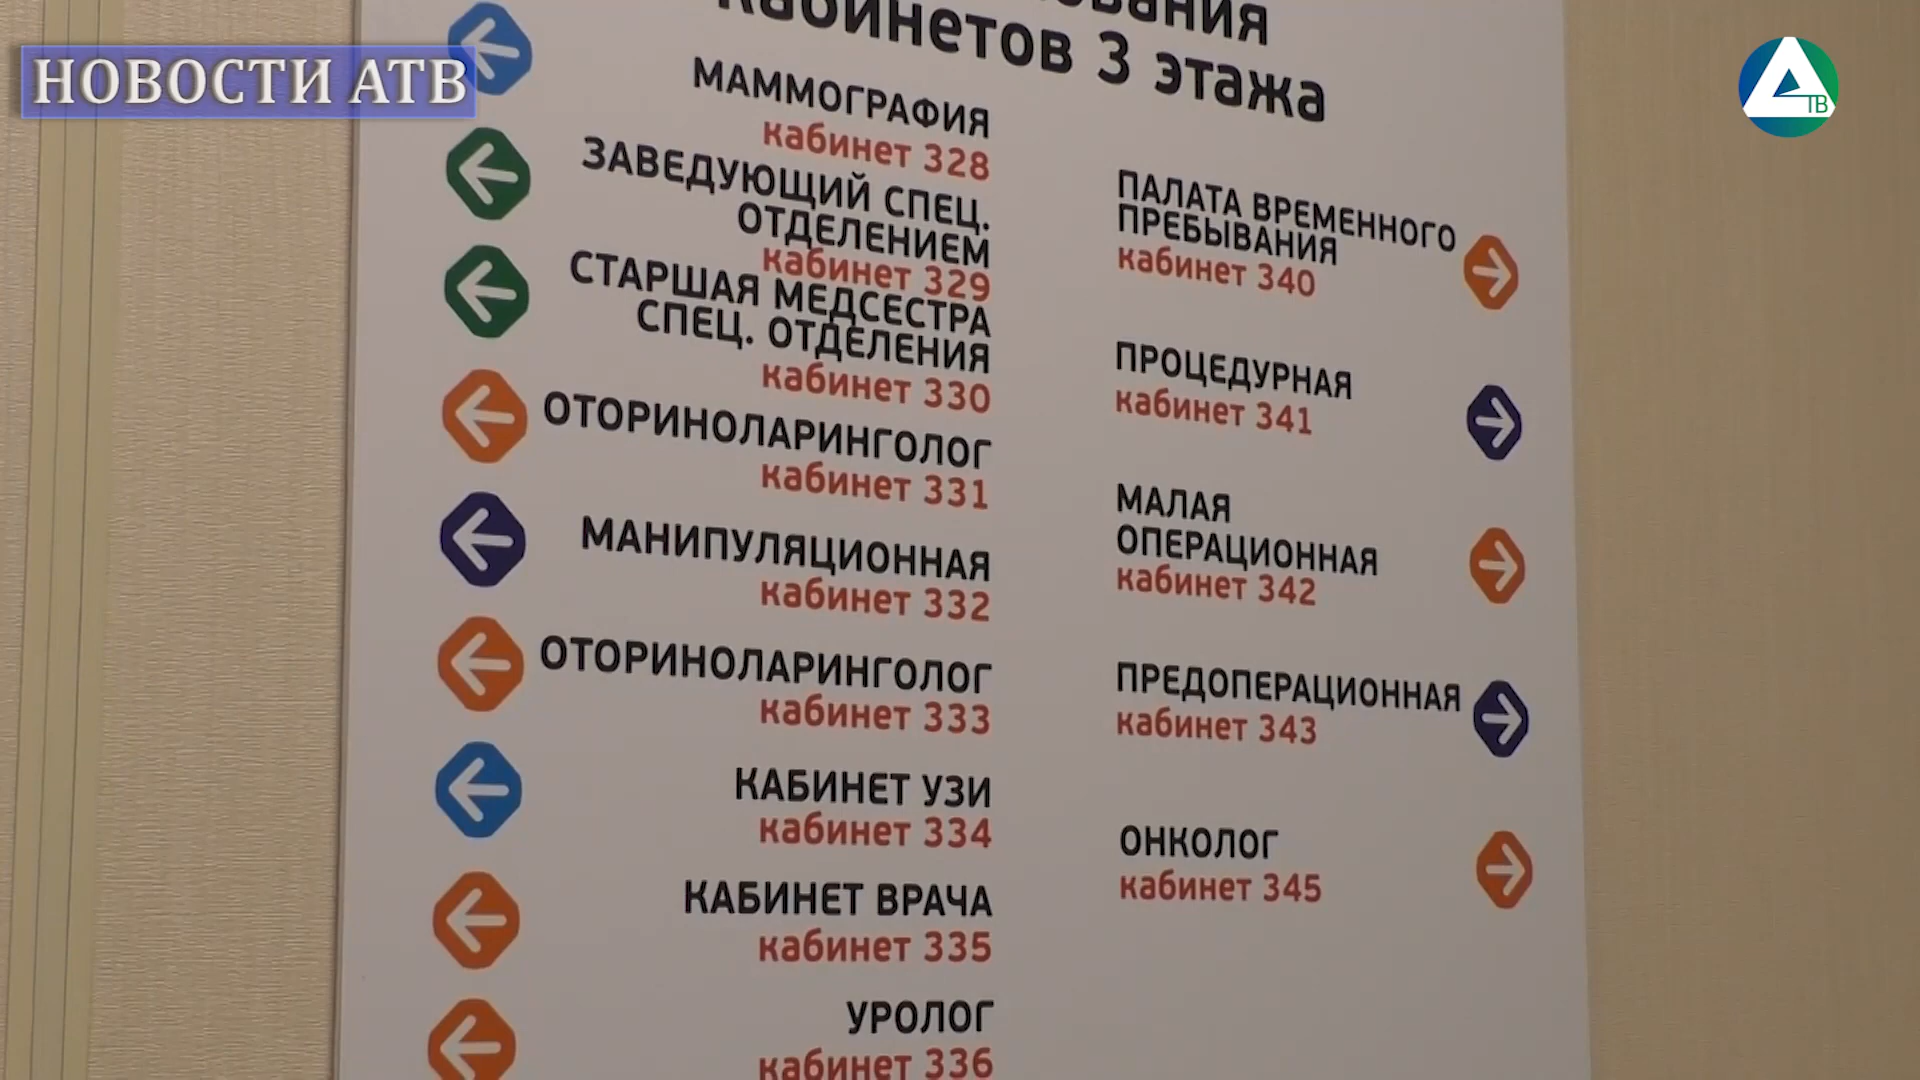 НОВОСТИ АТВ
ТВ
кабинетов 3 этажа
МАММОГРАФИЯ
кабинет 328
ЗАВЕДУЮЩИЙ СПЕЦ.
ОТДЕЛЕНИЕМ
кабинет 329
СТАРШАЯ МЕДСЕСТРА
СПЕЦ. ОТДЕЛЕНИЯ
кабинет 330
ОТОРИНОЛАРИНГОЛОГ
кабинет 331
МАНИПУЛЯЦИОННАЯ
кабинет 332
ОТОРИНОЛАРИНГОЛОГ
кабинет 333
КАБИНЕТ УЗИ
кабинет 334
КАБИНЕТ ВРАЧА
кабинет 335
УРОЛОГ
кабинет 336
ПАЛАТА ВРЕМЕННОГО
ПРЕБЫВАНИЯ
кабинет 340
ПРОЦЕДУРНАЯ
кабинет 341
МАЛАЯ
ОПЕРАЦИОННАЯ
кабинет 342
ПРЕДОПЕРАЦИОННАЯ
кабинет 343
ОНКОЛОГ
кабинет 345